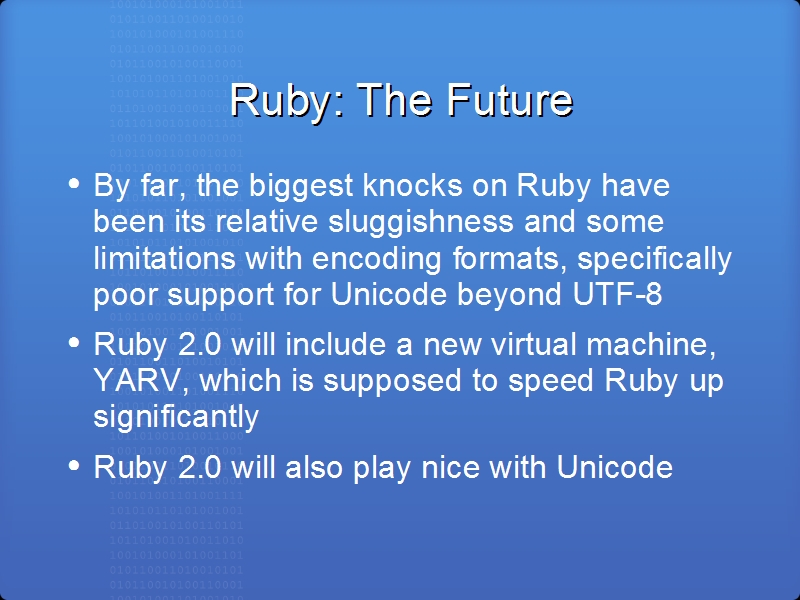 Ruby: The Future
• By far, the biggest knocks on Ruby have
been its relative sluggishness and some
limitations with encoding formats, specifically
poor support for Unicode beyond UTF-8
• Ruby 2.0 will include a new virtual machine,
YARV, which is supposed to speed Ruby up
significantly
• Ruby 2.0 will also play nice with Unicode